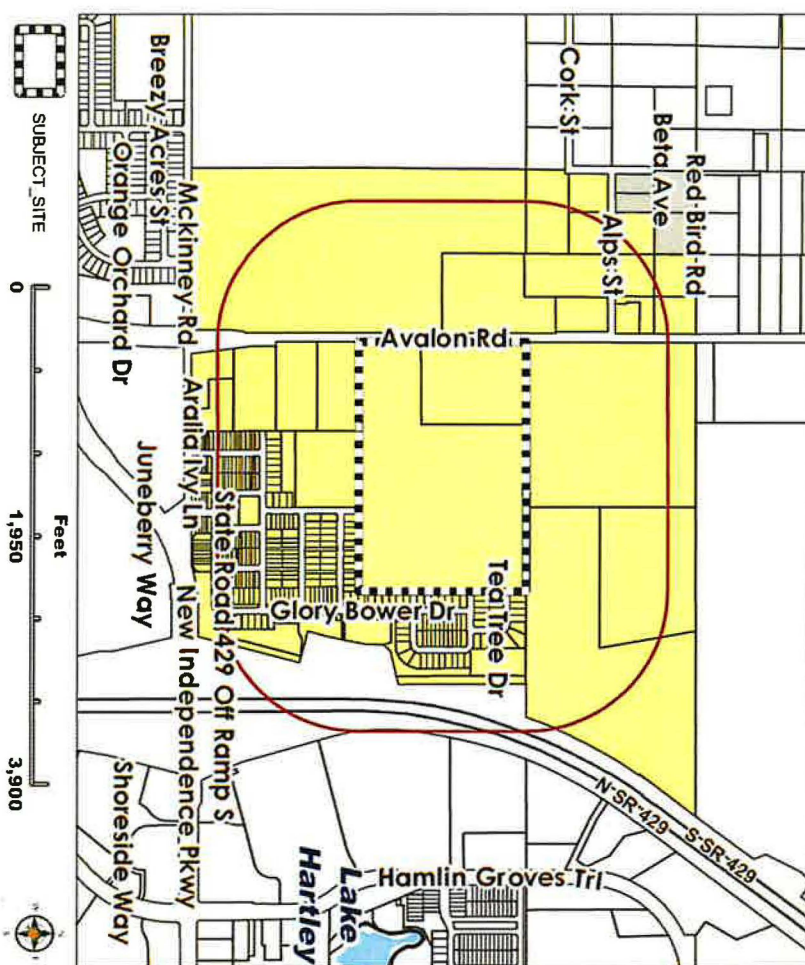 Red-Bird-Rd
Beta Ave
Cork St
Alps St
Breezy Acres St
Orange Orchard Dr
Mckinney Rd
Avalon Rd
Aralia Ivy Ln
Juneberry Way
State Road 429 Off Ramp S
Glory Bower Dr
Tea Tree Dr
New Independence Pkwy
N-SR-429
S-SR-429
Shoreside Way
Hamlin Groves Trl
Lake
Hartley
SUBJECT_SITE
Feet
0
1,950
3,900